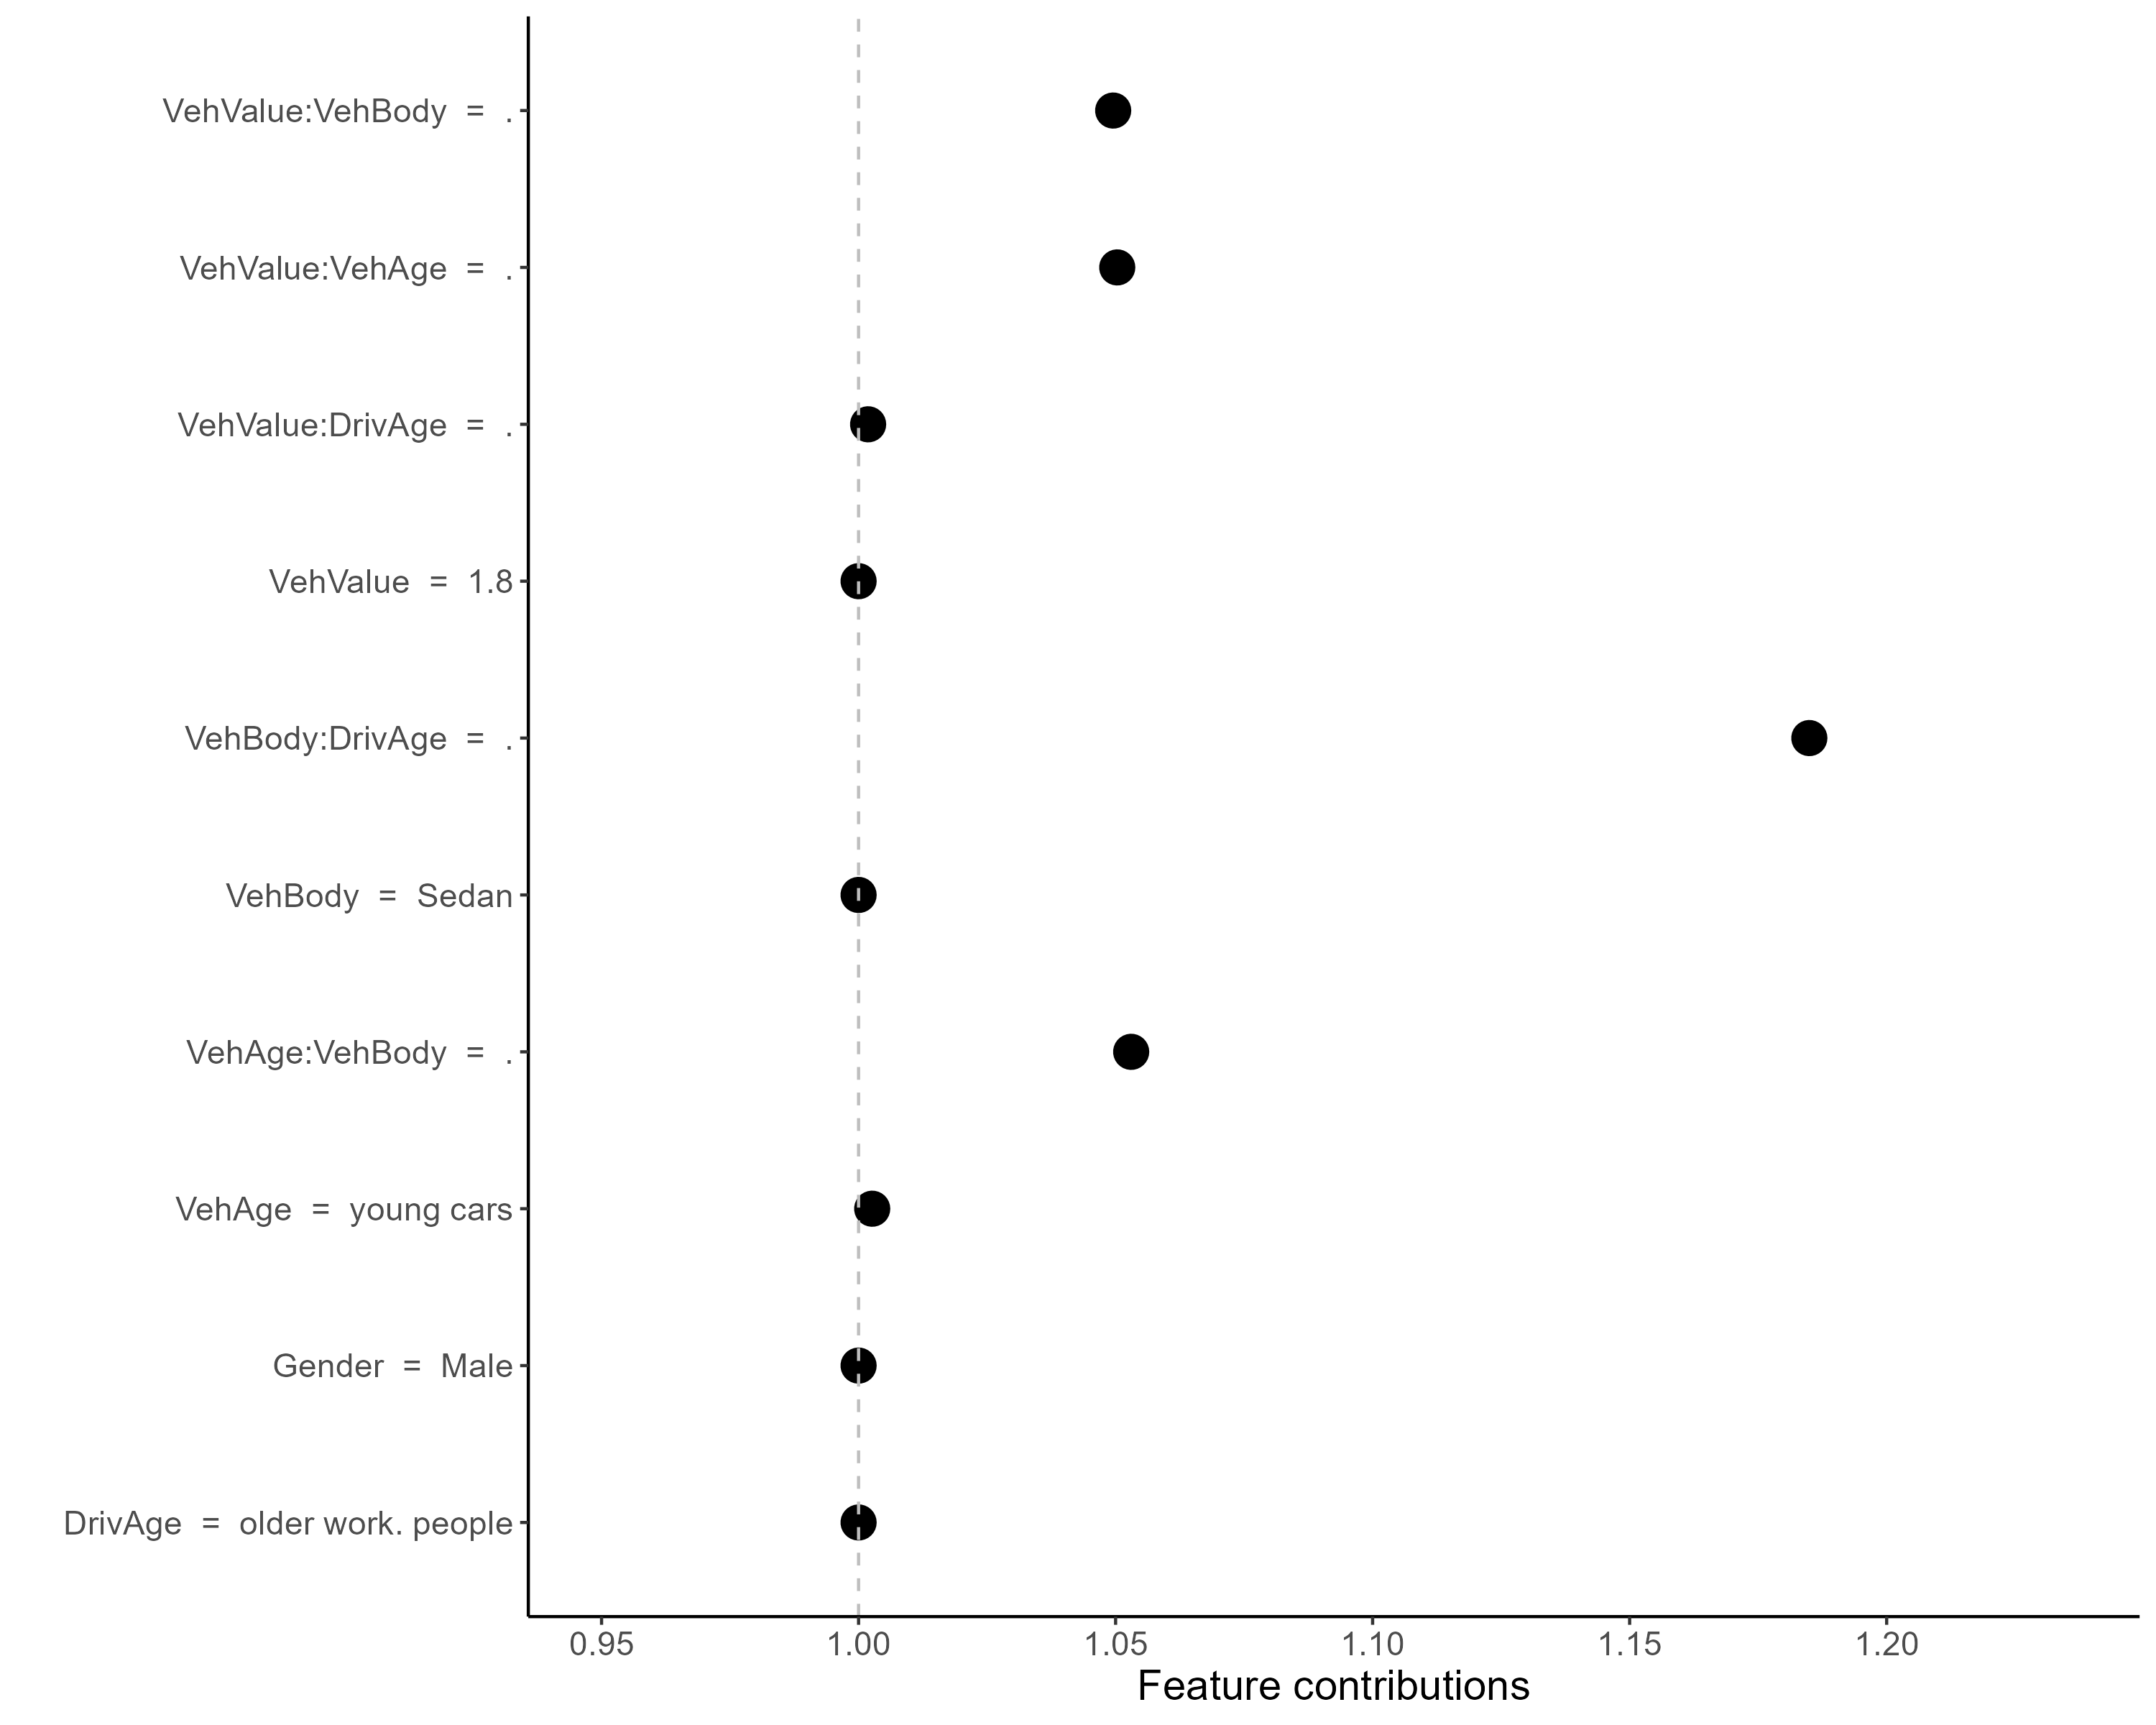 VehValue:VehBody = .
VehValue:VehAge = .
VehValue:DrivAge = .
VehValue = 1.8
VehBody:DrivAge = .
VehBody = Sedan
VehAge:VehBody = .
VehAge = young cars
Gender = Male
DrivAge = older work. people
0.95 1.00 1.05 1.10 1.15 1.20
Feature contributions